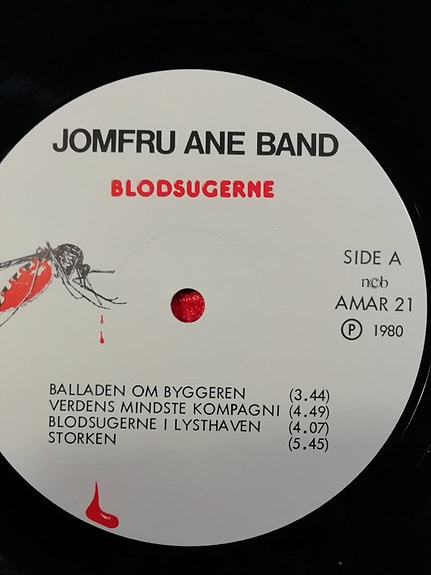 JOMFRU ANE BAND
BLODSUGERNE
SIDE A
ncb
AMAR 21
Ⓟ 1980
BALLADEN OM BYGGEREN (3.44)
VERDENS MINDSTE KOMPAGNI (4.49)
BLODSUGERNE I LYSTHAVEN (4.07)
STORKEN (5.45)